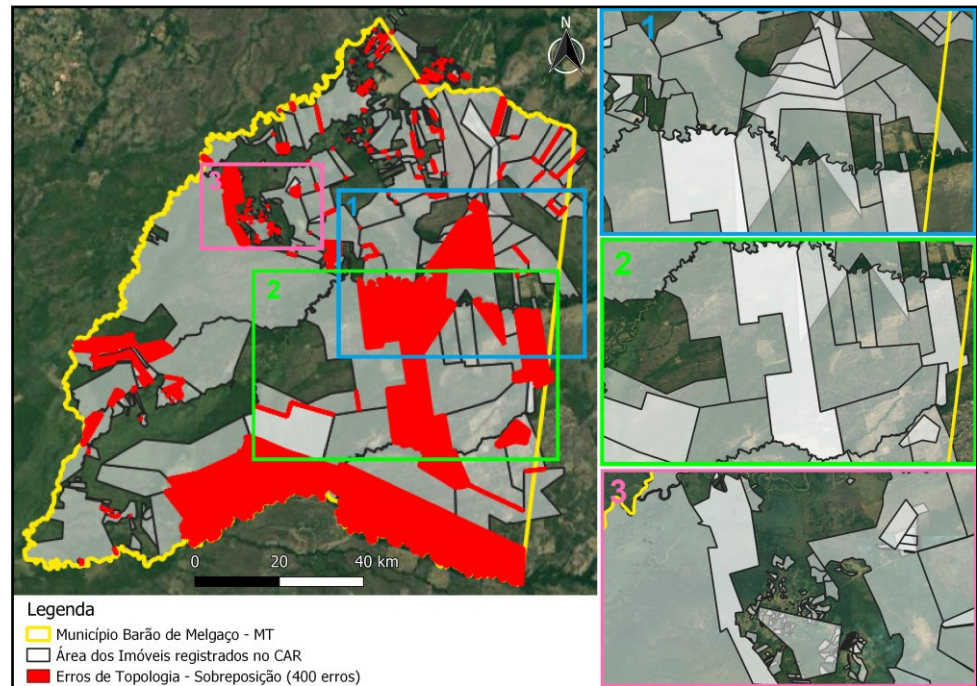 N
1
3
1
2
2
3
0 20 40 km
Legenda
Município Barão de Melgaço - MT
Área dos Imóveis registrados no CAR
Erros de Topologia - Sobreposição (400 erros)